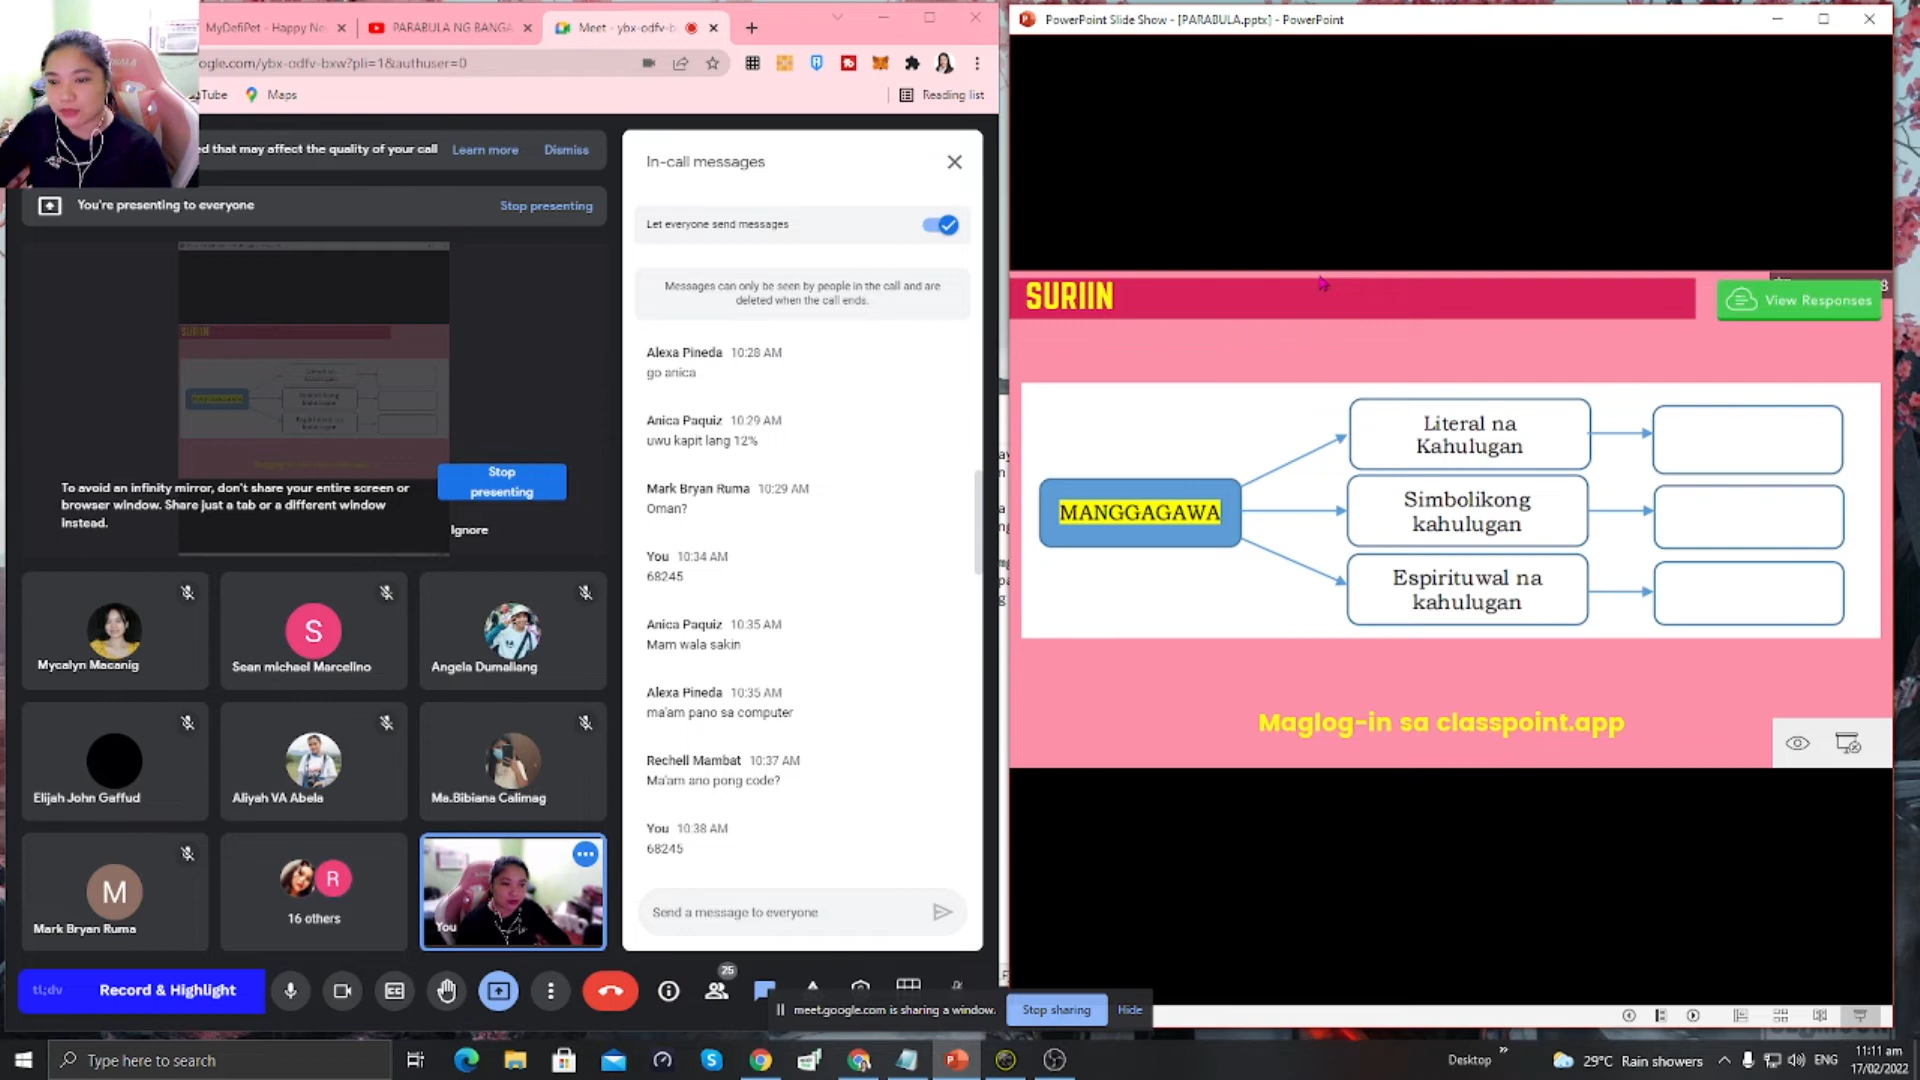 MyDefiPet - Happy Ne
PARABULA NG BANGA
Meet - ybx-odfv-b
ogle.com/ybx-odfv-bxw?pli=1&authuser=0
Tube
Maps
Reading list
ed that may affect the quality of your call
Learn more
Dismiss
You're presenting to everyone
Stop presenting
To avoid an infinity mirror, don't share your entire screen or
browser window. Share just a tab or a different window
instead.
Stop
presenting
Ignore
Mycalyn Macanig
S
Sean michael Marcelino
Angela Dumallang
Elijah John Gaffud
Aliyah VA Abela
Ma.Bibiana Calimag
M
Mark Bryan Ruma
R
16 others
You
tl;dv
Record & Highlight
25
In-call messages
Let everyone send messages
Messages can only be seen by people in the call and are
deleted when the call ends.
Alexa Pineda 10:28 AM
go anica
Anica Paquiz 10:29 AM
uwu kapit lang 12%
Mark Bryan Ruma 10:29 AM
Oman?
You 10:34 AM
68245
Anica Paquiz 10:35 AM
Mam wala sakin
Alexa Pineda 10:35 AM
ma'am pano sa computer
Rechell Mambat 10:37 AM
Ma'am ano pong code?
You 10:38 AM
68245
Send a message to everyone
meet.google.com is sharing a window.
Stop sharing
Hide
PowerPoint Slide Show - [PARABULA.pptx] - PowerPoint
SURIIN
View Responses
MANGGAGAWA
Literal na
Kahulugan
Simbolikong
kahulugan
Espirituwal na
kahulugan
Maglog-in sa classpoint.app
Type here to search
Desktop
29°C Rain showers
ENG
11:11 am
17/02/2022